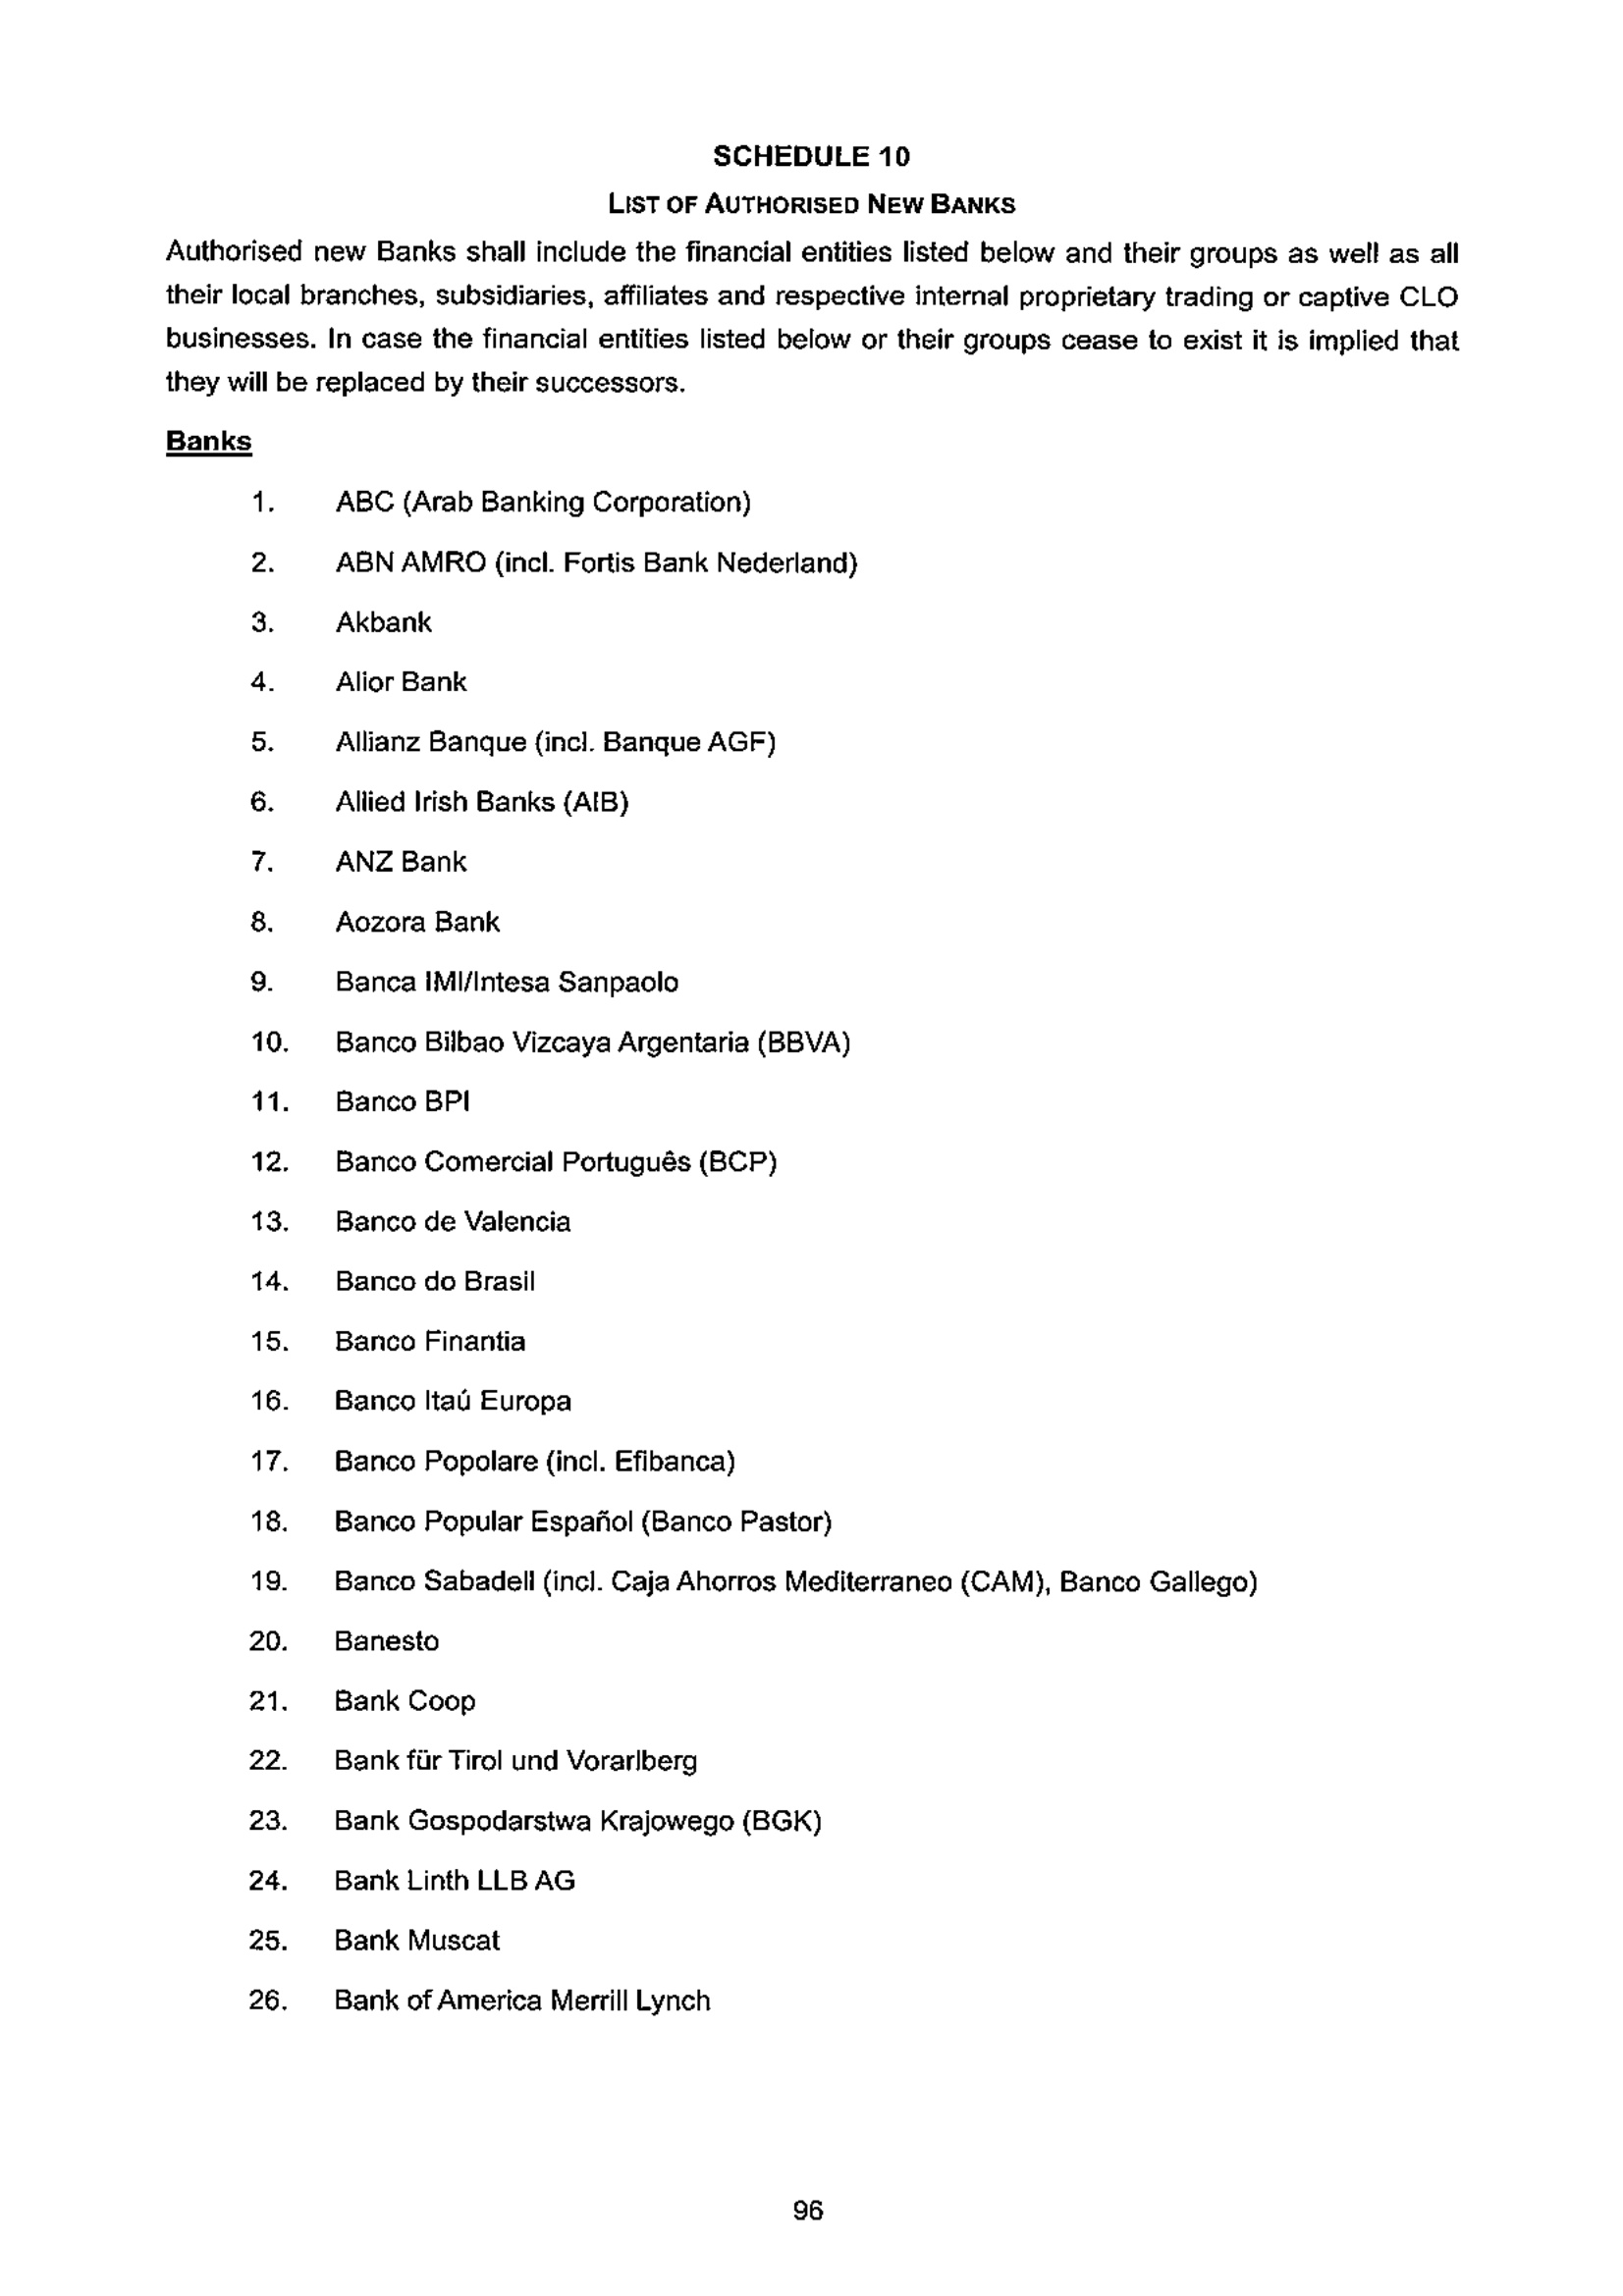 SCHEDULE 10
LIST OF AUTHORISED NEW BANKS
Authorised new Banks shall include the financial entities listed below and their groups as well as all
their local branches, subsidiaries, affiliates and respective internal proprietary trading or captive CLO
businesses. In case the financial entities listed below or their groups cease to exist it is implied that
they will be replaced by their successors.
Banks
1. ABC (Arab Banking Corporation)
2. ABN AMRO (incl. Fortis Bank Nederland)
3. Akbank
4. Alior Bank
5. Allianz Banque (incl. Banque AGF)
6. Allied Irish Banks (AIB)
7. ANZ Bank
8. Aozora Bank
9. Banca IMI/Intesa Sanpaolo
10. Banco Bilbao Vizcaya Argentaria (BBVA)
11. Banco BPI
12. Banco Comercial Português (BCP)
13. Banco de Valencia
14. Banco do Brasil
15. Banco Finantia
16. Banco Itaú Europa
17. Banco Popolare (incl. Efibanca)
18. Banco Popular Español (Banco Pastor)
19. Banco Sabadell (incl. Caja Ahorros Mediterraneo (CAM), Banco Gallego)
20. Banesto
21. Bank Coop
22. Bank für Tirol und Vorarlberg
23. Bank Gospodarstwa Krajowego (BGK)
24. Bank Linth LLB AG
25. Bank Muscat
26. Bank of America Merrill Lynch
96